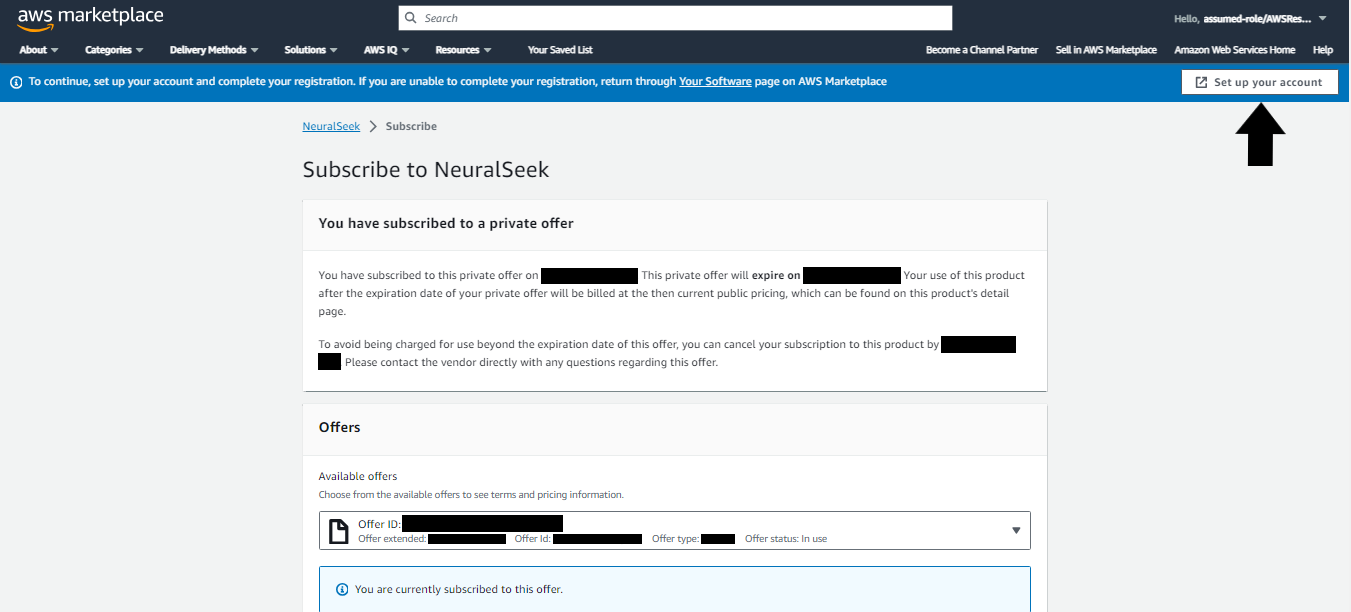 aws marketplace
Search
Hello, assumed-role/AWSRes...
About
Categories
Delivery Methods
Solutions
AWS IQ
Resources
Your Saved List
Become a Channel Partner
Sell in AWS Marketplace
Amazon Web Services Home
Help
To continue, set up your account and complete your registration. If you are unable to complete your registration, return through Your Software page on AWS Marketplace
Set up your account
NeuralSeek
Subscribe
Subscribe to NeuralSeek
You have subscribed to a private offer
You have subscribed to this private offer on
This private offer will expire on
Your use of this product
after the expiration date of your private offer will be billed at the then current public pricing, which can be found on this product's detail
page.
To avoid being charged for use beyond the expiration date of this offer, you can cancel your subscription to this product by
Please contact the vendor directly with any questions regarding this offer.
Offers
Available offers
Choose from the available offers to see terms and pricing information.
Offer ID:
Offer extended:
Offer Id:
Offer type:
Offer status: In use
You are currently subscribed to this offer.